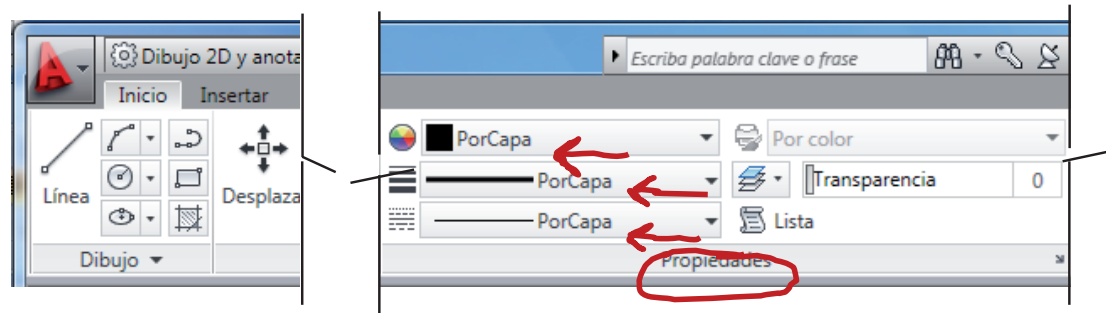 Dibujo 2D y anota
Escriba palabra clave o frase
Inicio Insertar
PorCapa
Por color
Línea
Desplaza
PorCapa
Transparencia 0
PorCapa
Lista
Dibujo
Propiedades